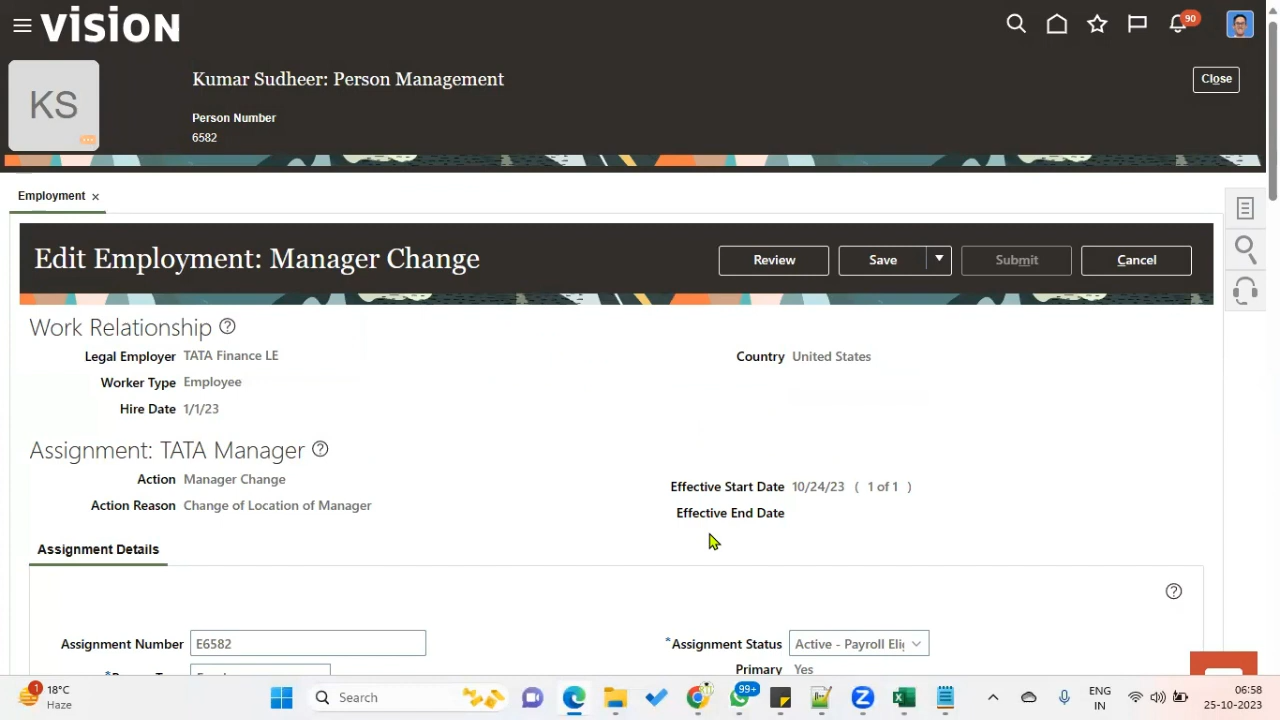 vision
90
Kumar Sudheer: Person Management
Close
KS
Person Number
6582
Employment ×
Edit Employment: Manager Change
Review
Save
Submit
Cancel
Work Relationship ?
Legal Employer TATA Finance LE
Country United States
Worker Type Employee
Hire Date 1/1/23
Assignment: TATA Manager ?
Action Manager Change
Effective Start Date 10/24/23 ( 1 of 1 )
Action Reason Change of Location of Manager
Effective End Date
Assignment Details
?
Assignment Number E6582
*Assignment Status Active - Payroll Eli
Primary Yes
1
18°C
Haze
Search
99+
ENG
IN
06:58
25-10-2023